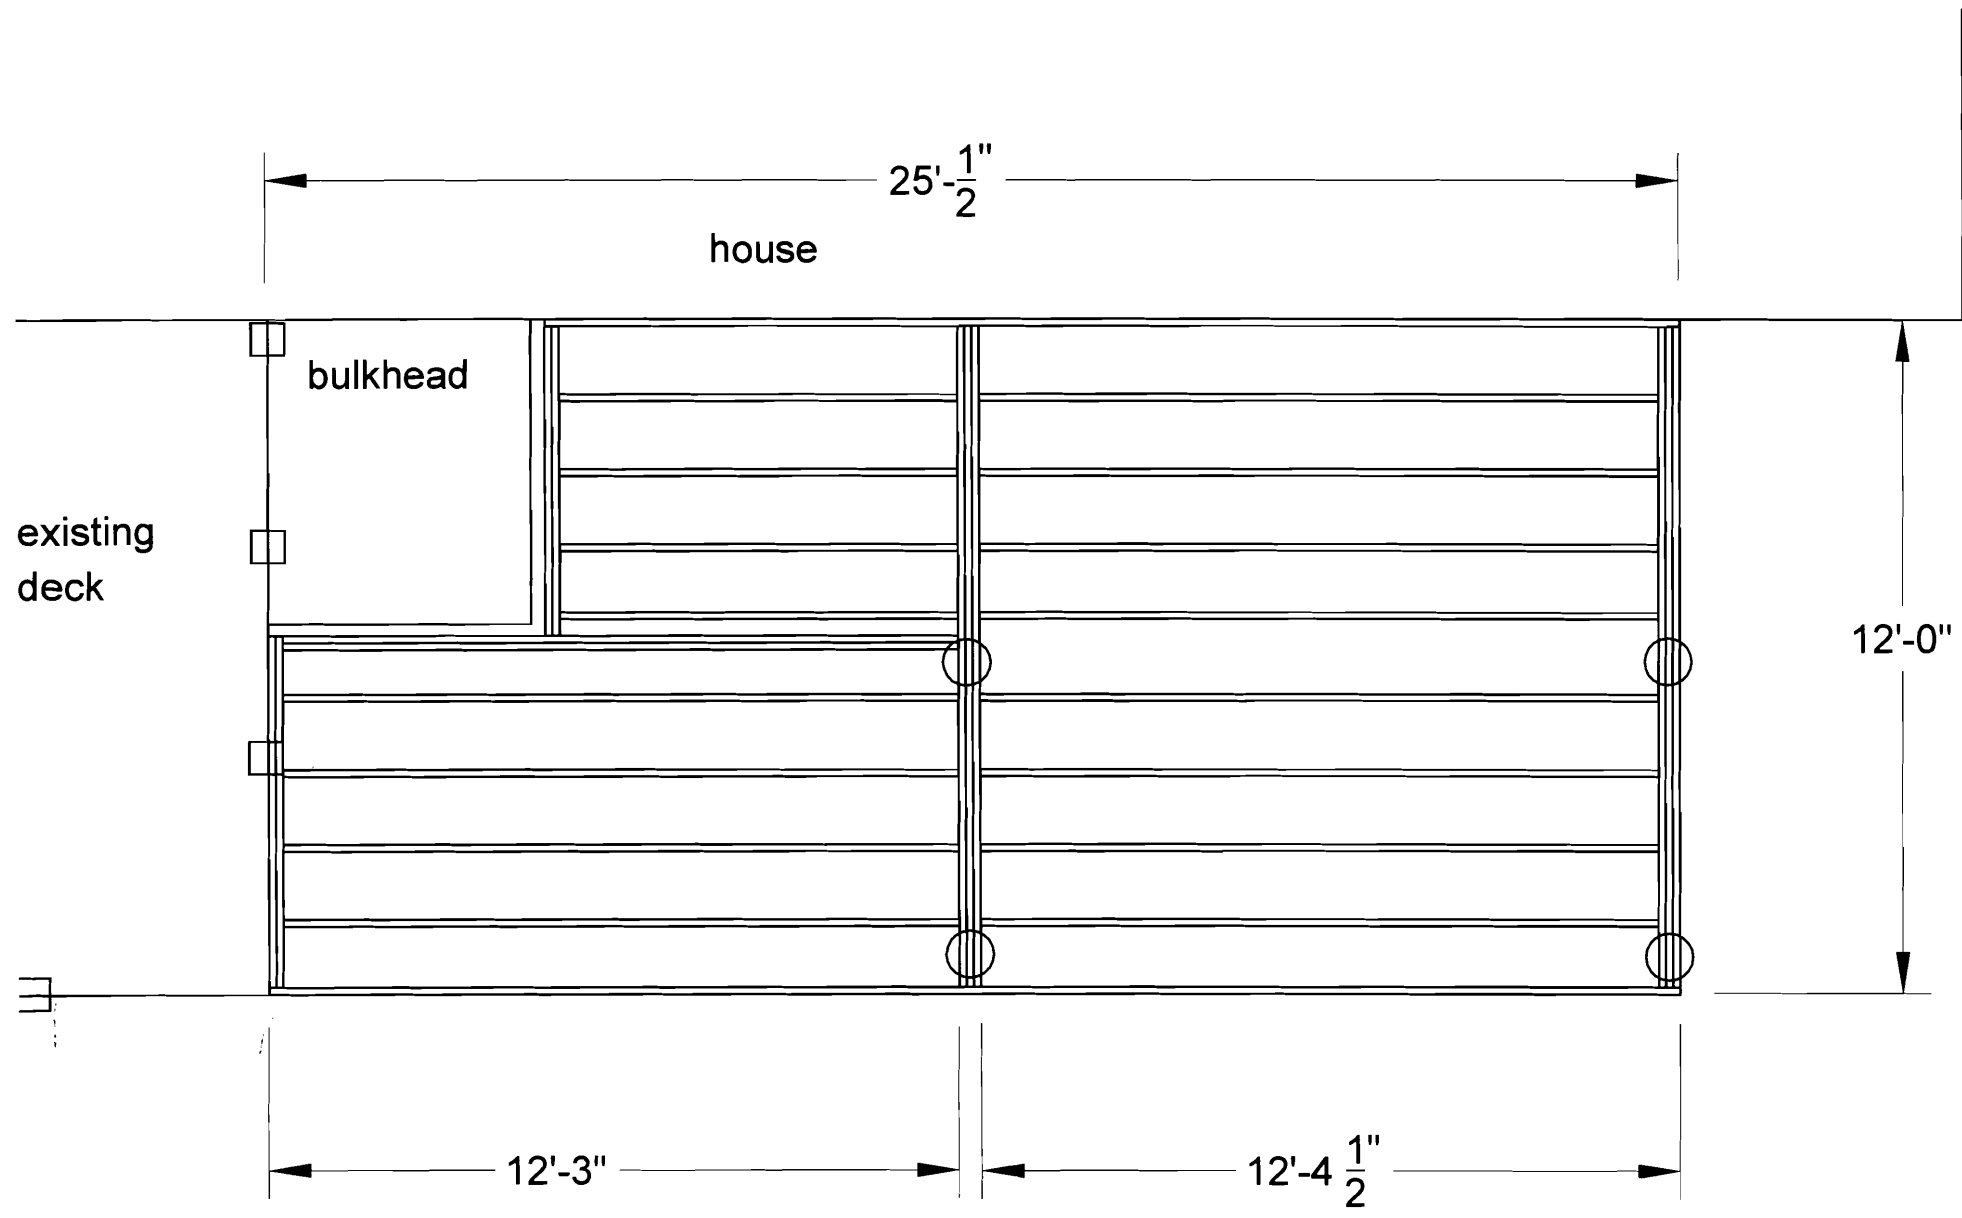 25'-1/2"
house
bulkhead
existing
deck
12'-0"
12'-3"
12'-4 1/2"